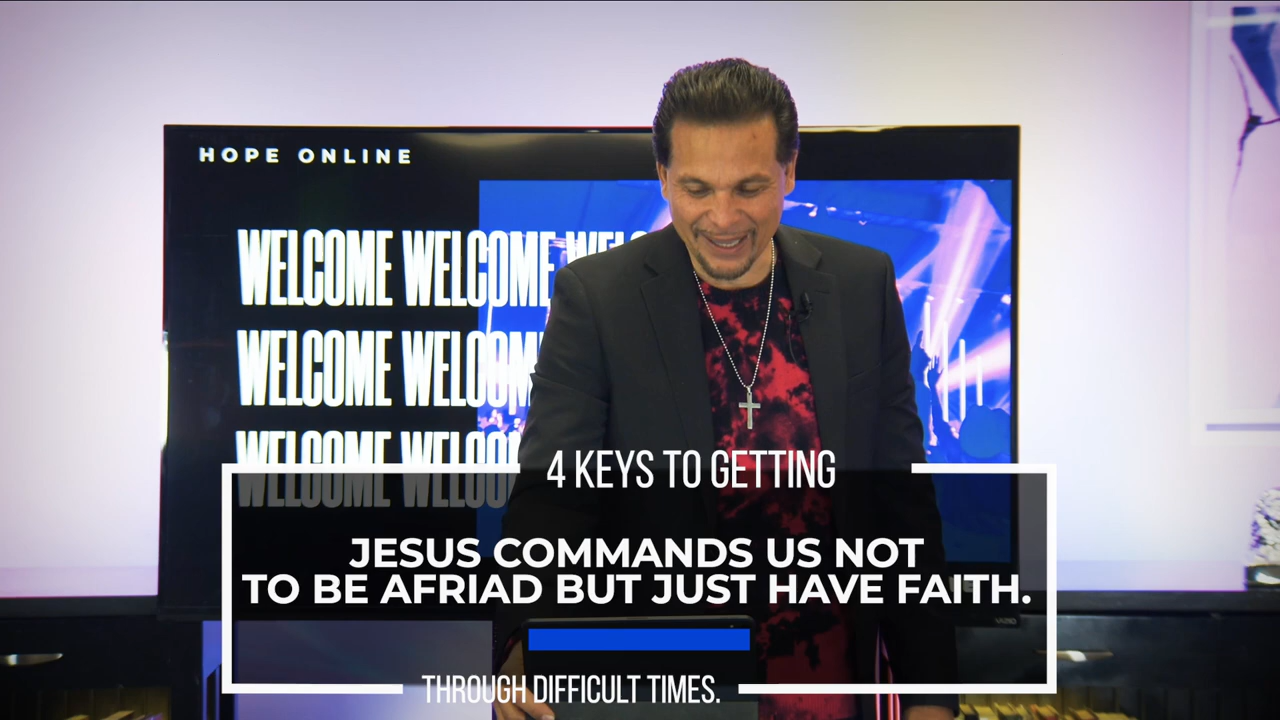 HOPE ONLINE
WELCOME WELCOME
WELCOME
WELCOME
4 KEYS TO GETTING
JESUS COMMANDS US NOT
TO BE AFRIAD BUT JUST HAVE FAITH.
THROUGH DIFFICULT TIMES.